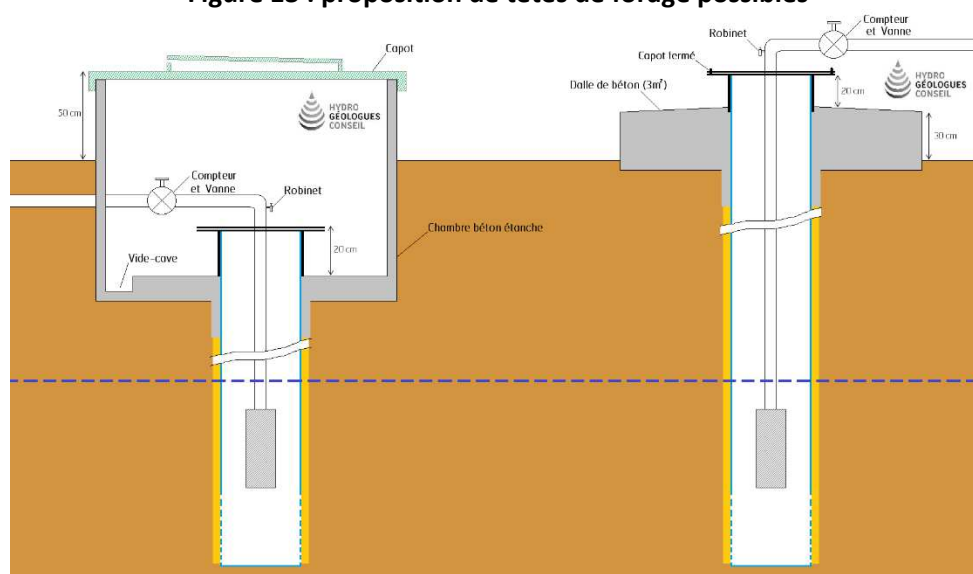 Figure 13 : proposition de têtes de forage possibles
Capot
50 cm
HYDRO
GÉOLOGUES
CONSEIL
Compteur
et Vanne
Robinet
20 cm
Chambre béton étanche
Vide-cave
Compteur
et Vanne
Robinet
Capot fermé
20 cm
Dalle de béton (3m²)
HYDRO
GÉOLOGUES
CONSEIL
30 cm